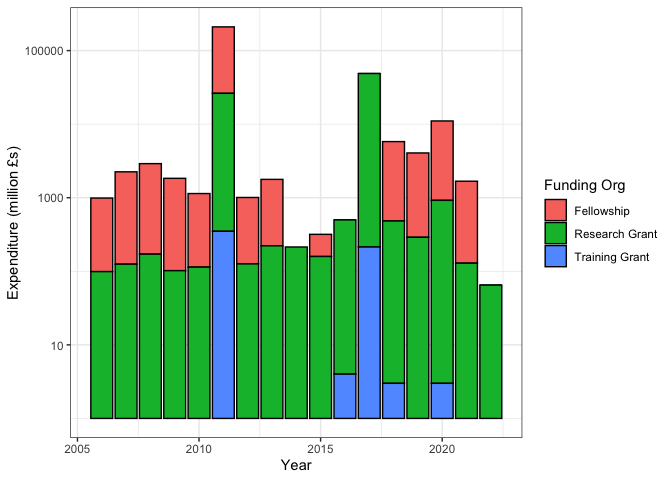 100000
1000
10
Expenditure (million £s)
2005
2010
2015
2020
Year
Funding Org
Fellowship
Research Grant
Training Grant